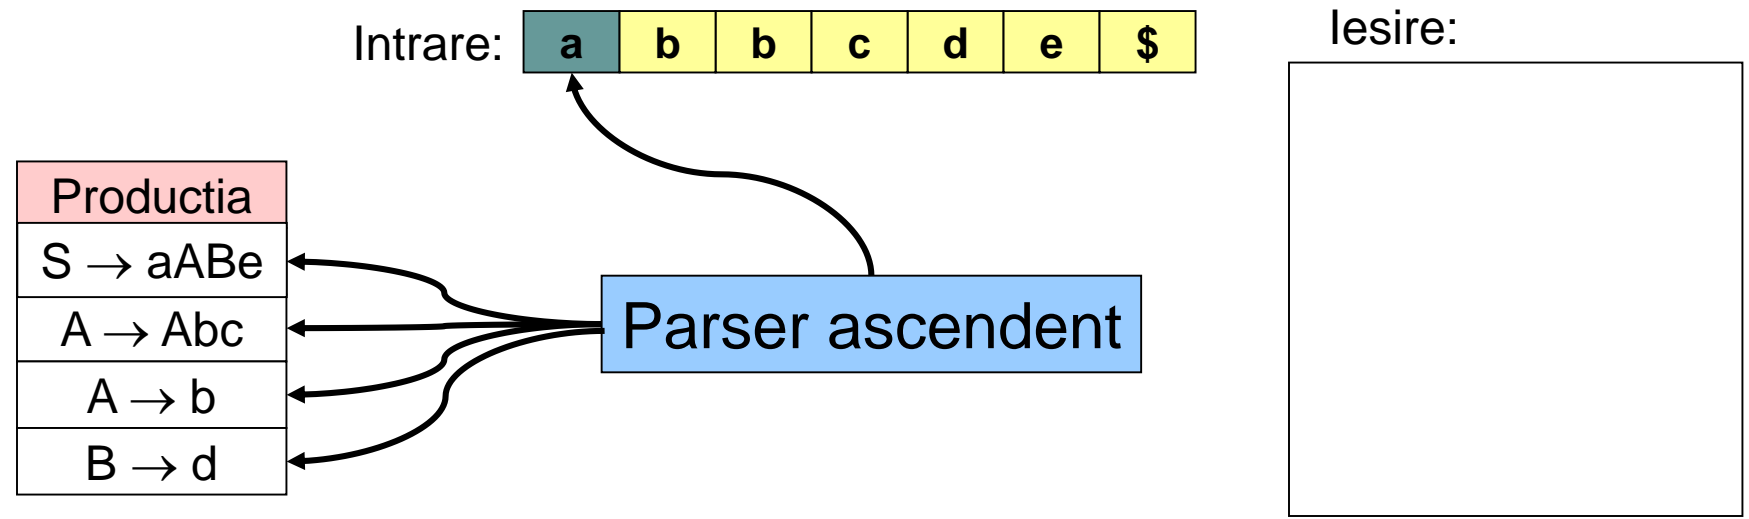 Intrare: a b b c d e $
Iesire:
Productia
S → aABe
A → Abc
A → b
B → d
Parser ascendent